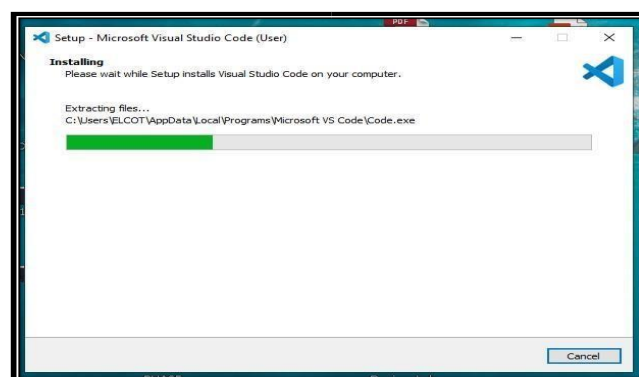 PDF
Setup - Microsoft Visual Studio Code (User)
Installing
Please wait while Setup installs Visual Studio Code on your computer.
Extracting files...
C:\Users\ELCOT\AppData\Local\Programs\Microsoft VS Code\Code.exe
Cancel